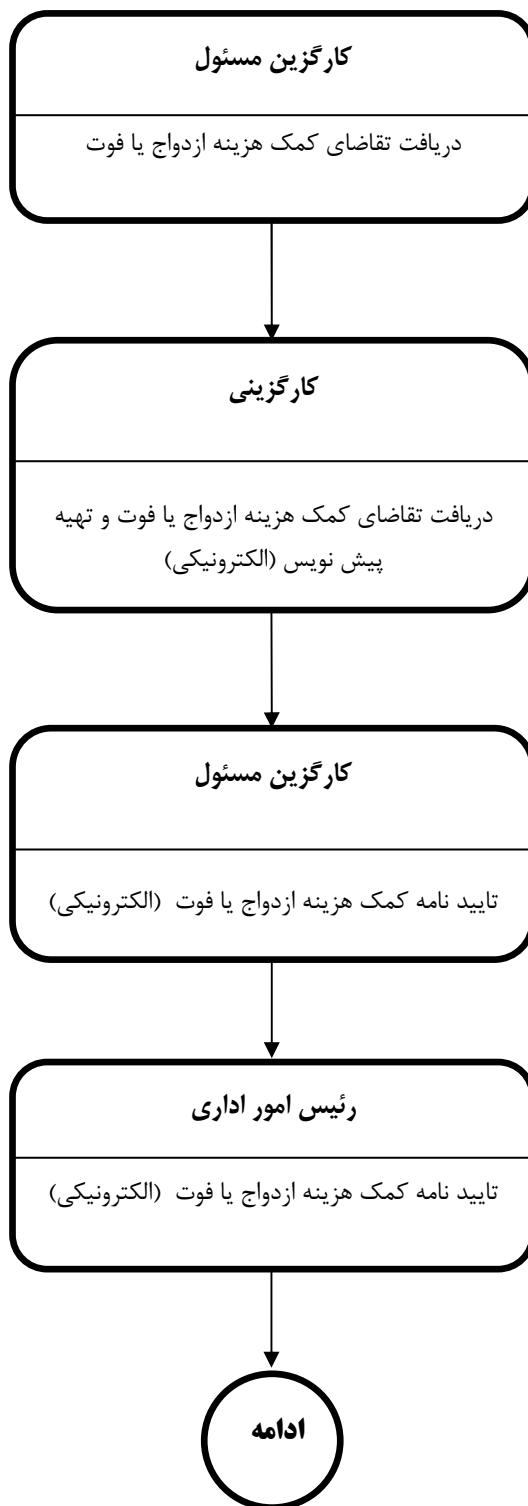 کارگزین مسئول
دریافت تقاضای کمک هزینه ازدواج یا فوت
کارگزینی
دریافت تقاضای کمک هزینه ازدواج یا فوت و تهیه
پیش نویس (الکترونیکی)
کارگزین مسئول
تایید نامه کمک هزینه ازدواج یا فوت (الکترونیکی)
رئیس امور اداری
تایید نامه کمک هزینه ازدواج یا فوت (الکترونیکی)
ادامه